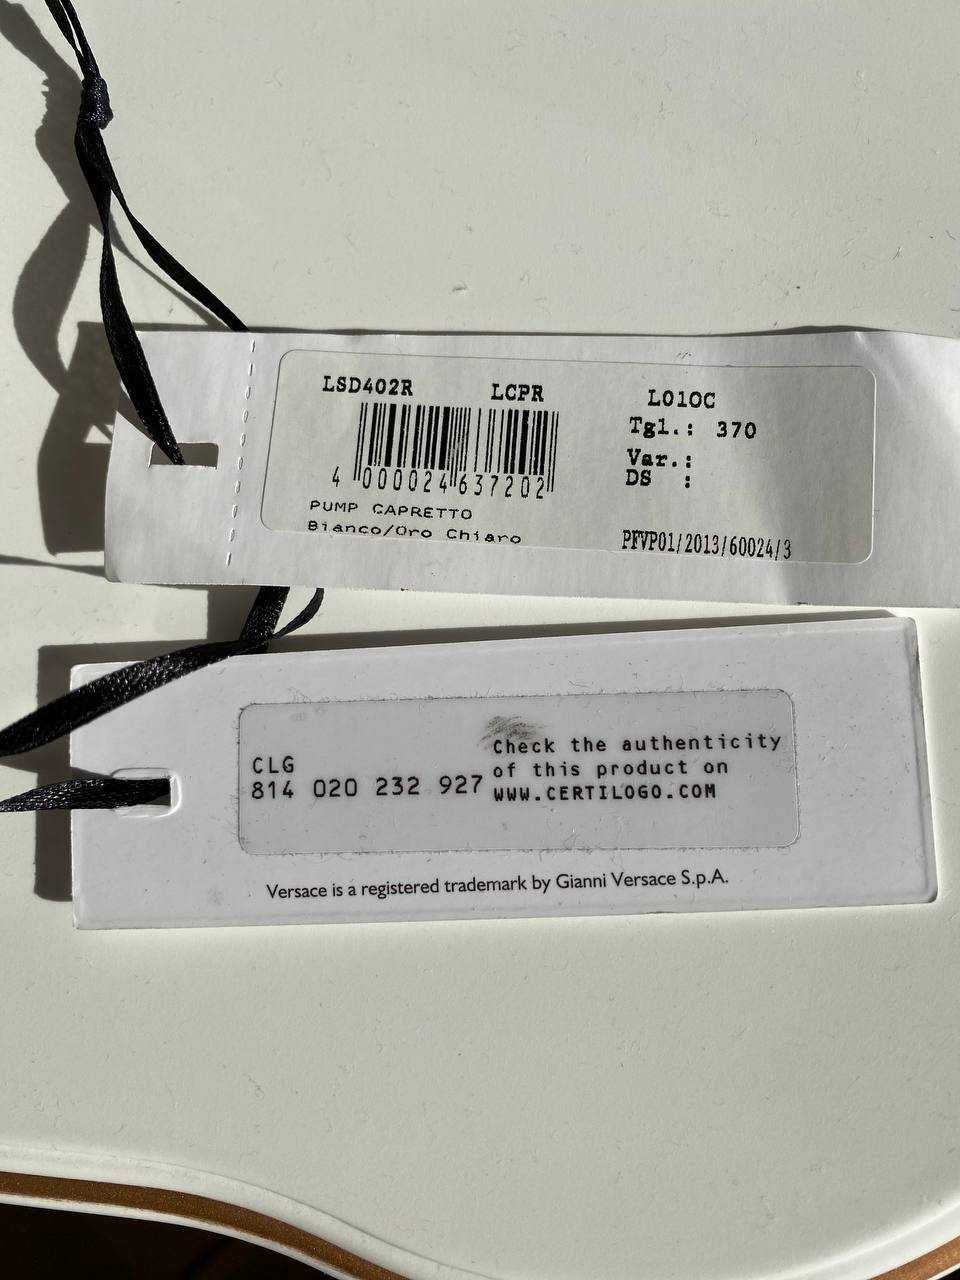 LSD402R LCPR L010C
Tgl.: 370
Var.:
DS :
4 000024 637202
PUMP CAPRETTO
Bianco/Oro Chiaro
PFVP01/2013/60024/3
CLG
814 020 232 927
Check the authenticity
of this product on
WWW.CERTILOGO.COM
Versace is a registered trademark by Gianni Versace S.p.A.